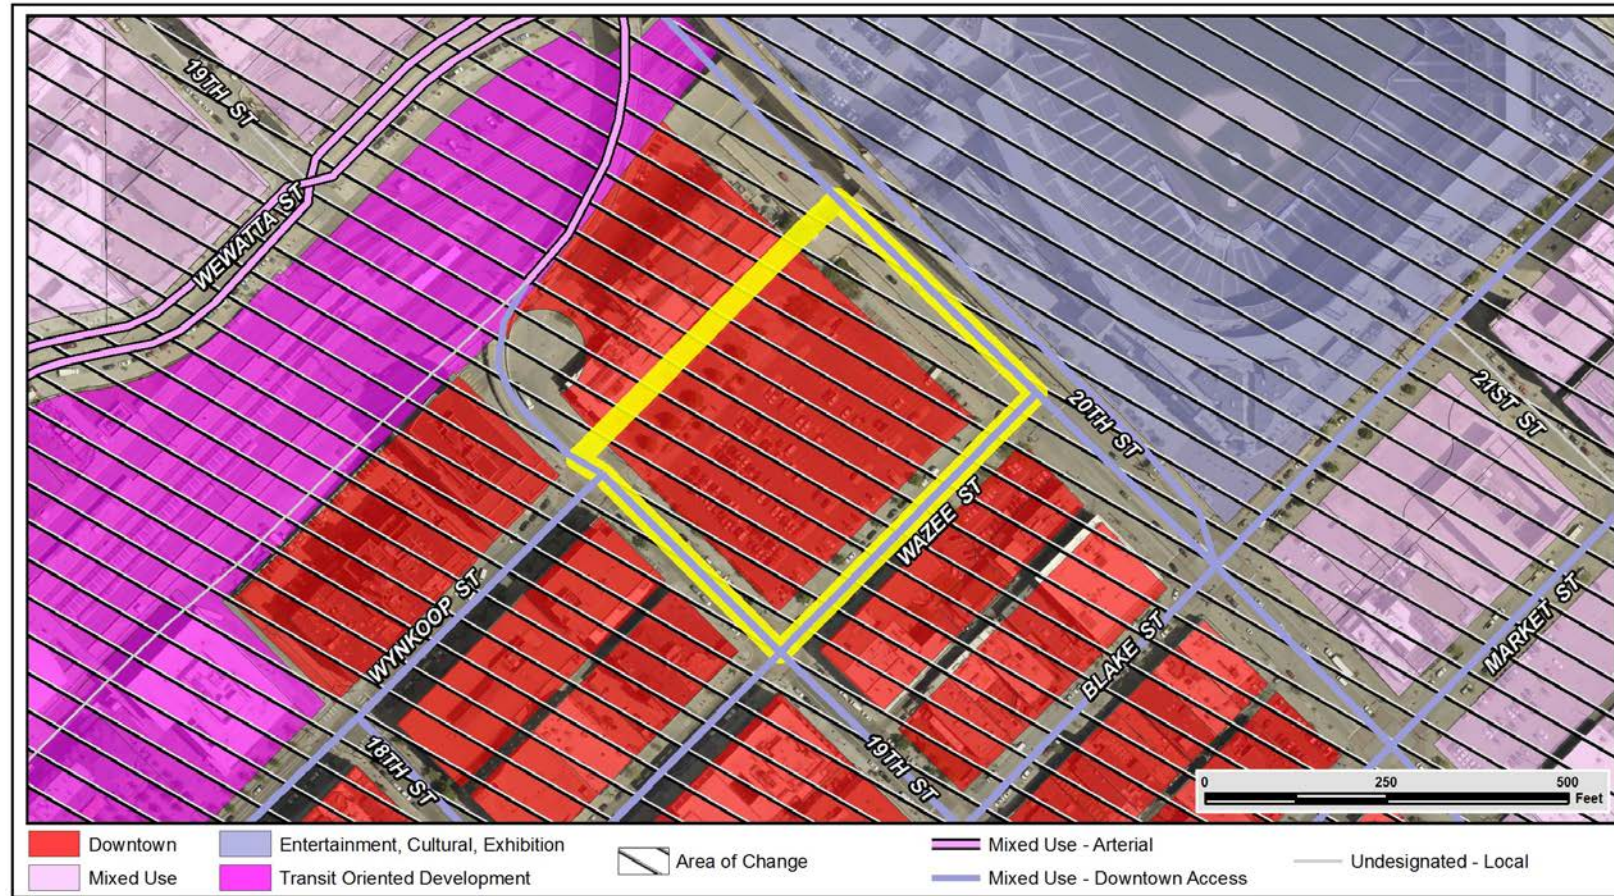 19TH ST
WEWATTA ST
20TH ST
21ST ST
WAZEE ST
WYNKOOP ST
BLAKE ST
MARKET ST
18TH ST
19TH ST
0 250 500
Feet
Downtown
Entertainment, Cultural, Exhibition
Area of Change
Mixed Use - Arterial
Undesignated - Local
Mixed Use
Transit Oriented Development
Mixed Use - Downtown Access